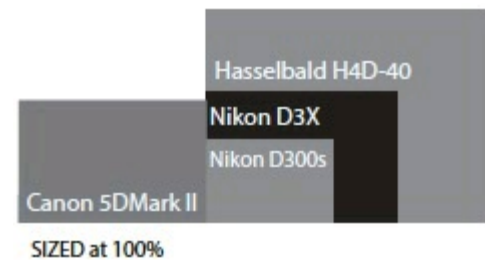 Hasselbald H4D-40
Nikon D3X
Nikon D300s
Canon 5DMark II
SIZED at 100%